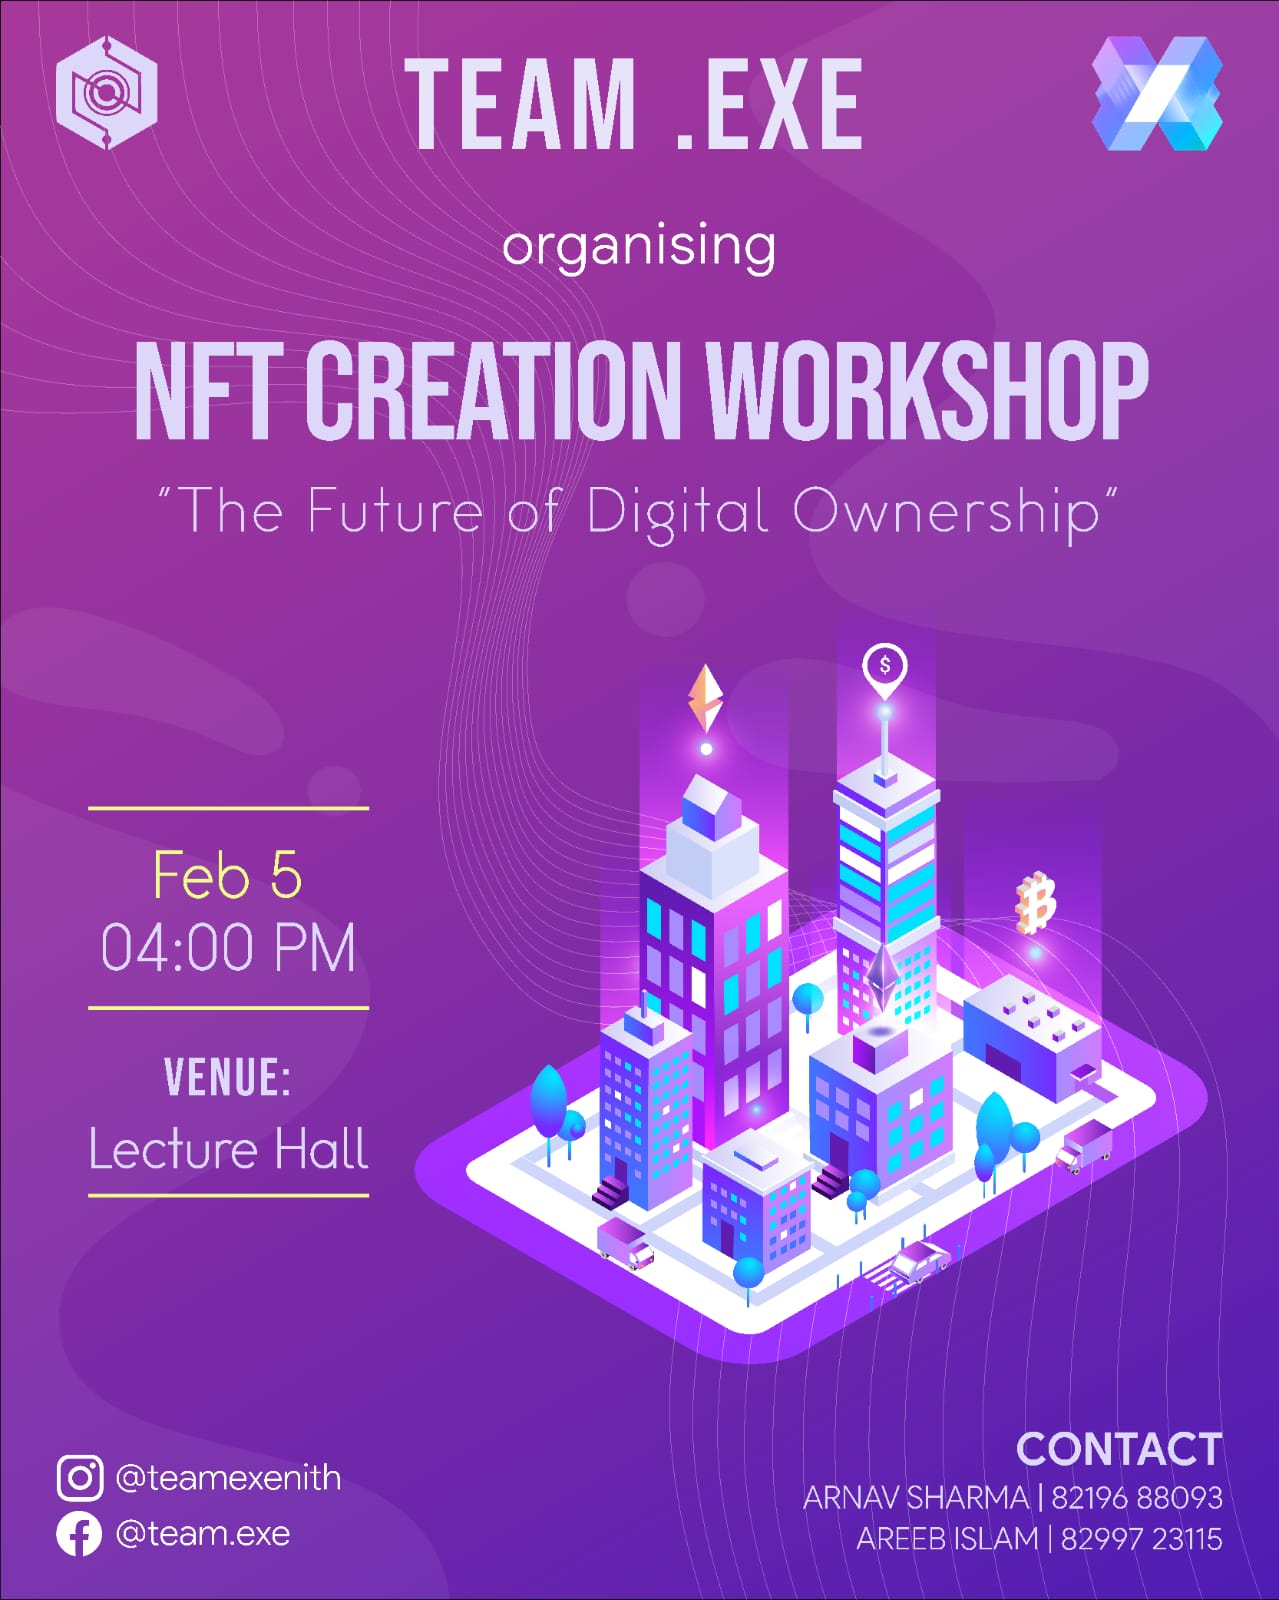 TEAM .EXE
organising
NFT CREATION WORKSHOP
"The Future of Digital Ownership"
Feb 5
04:00 PM
VENUE:
Lecture Hall
@teamexenith
@team.exe
CONTACT
ARNAV SHARMA | 82196 88093
AREEB ISLAM | 82997 23115